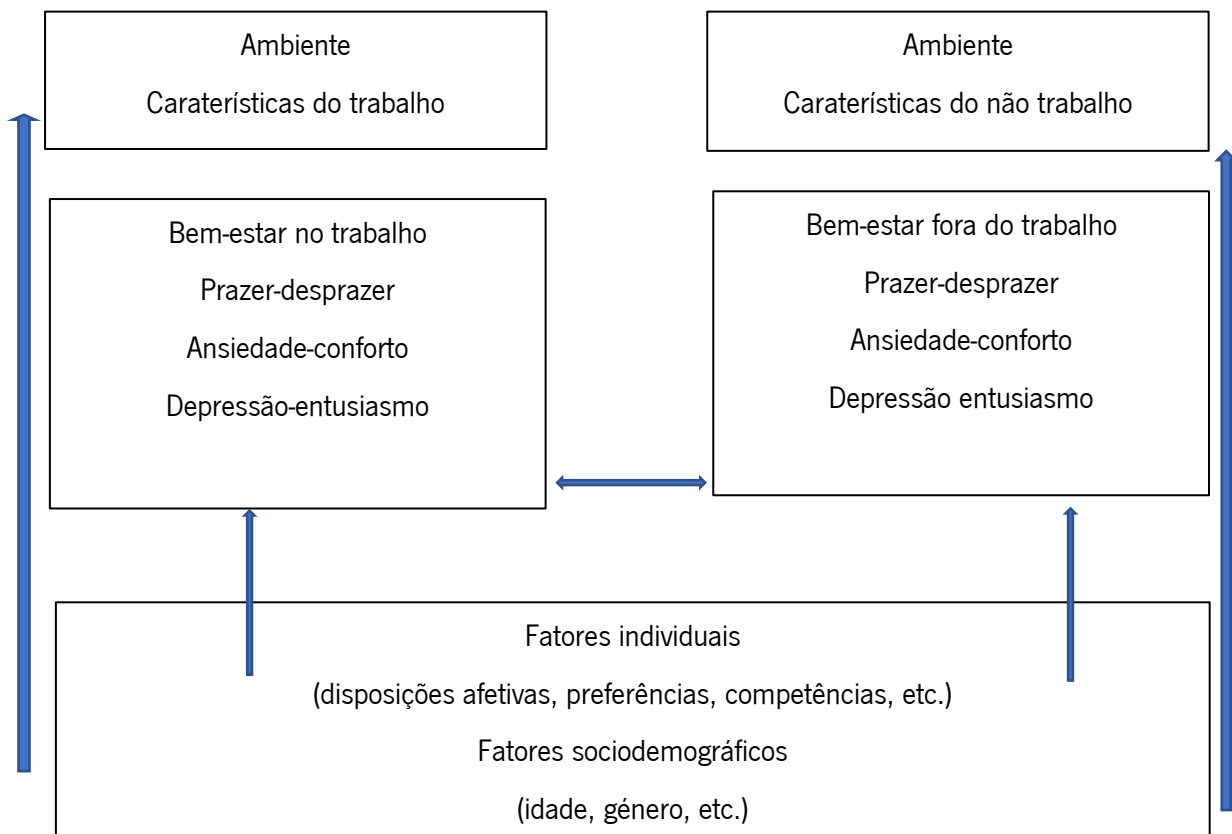 Ambiente
Caraterísticas do trabalho
Ambiente
Caraterísticas do não trabalho
Bem-estar no trabalho
Prazer-desprazer
Ansiedade-conforto
Depressão-entusiasmo
Bem-estar fora do trabalho
Prazer-desprazer
Ansiedade-conforto
Depressão entusiasmo
Fatores individuais
(disposições afetivas, preferências, competências, etc.)
Fatores sociodemográficos
(idade, género, etc.)